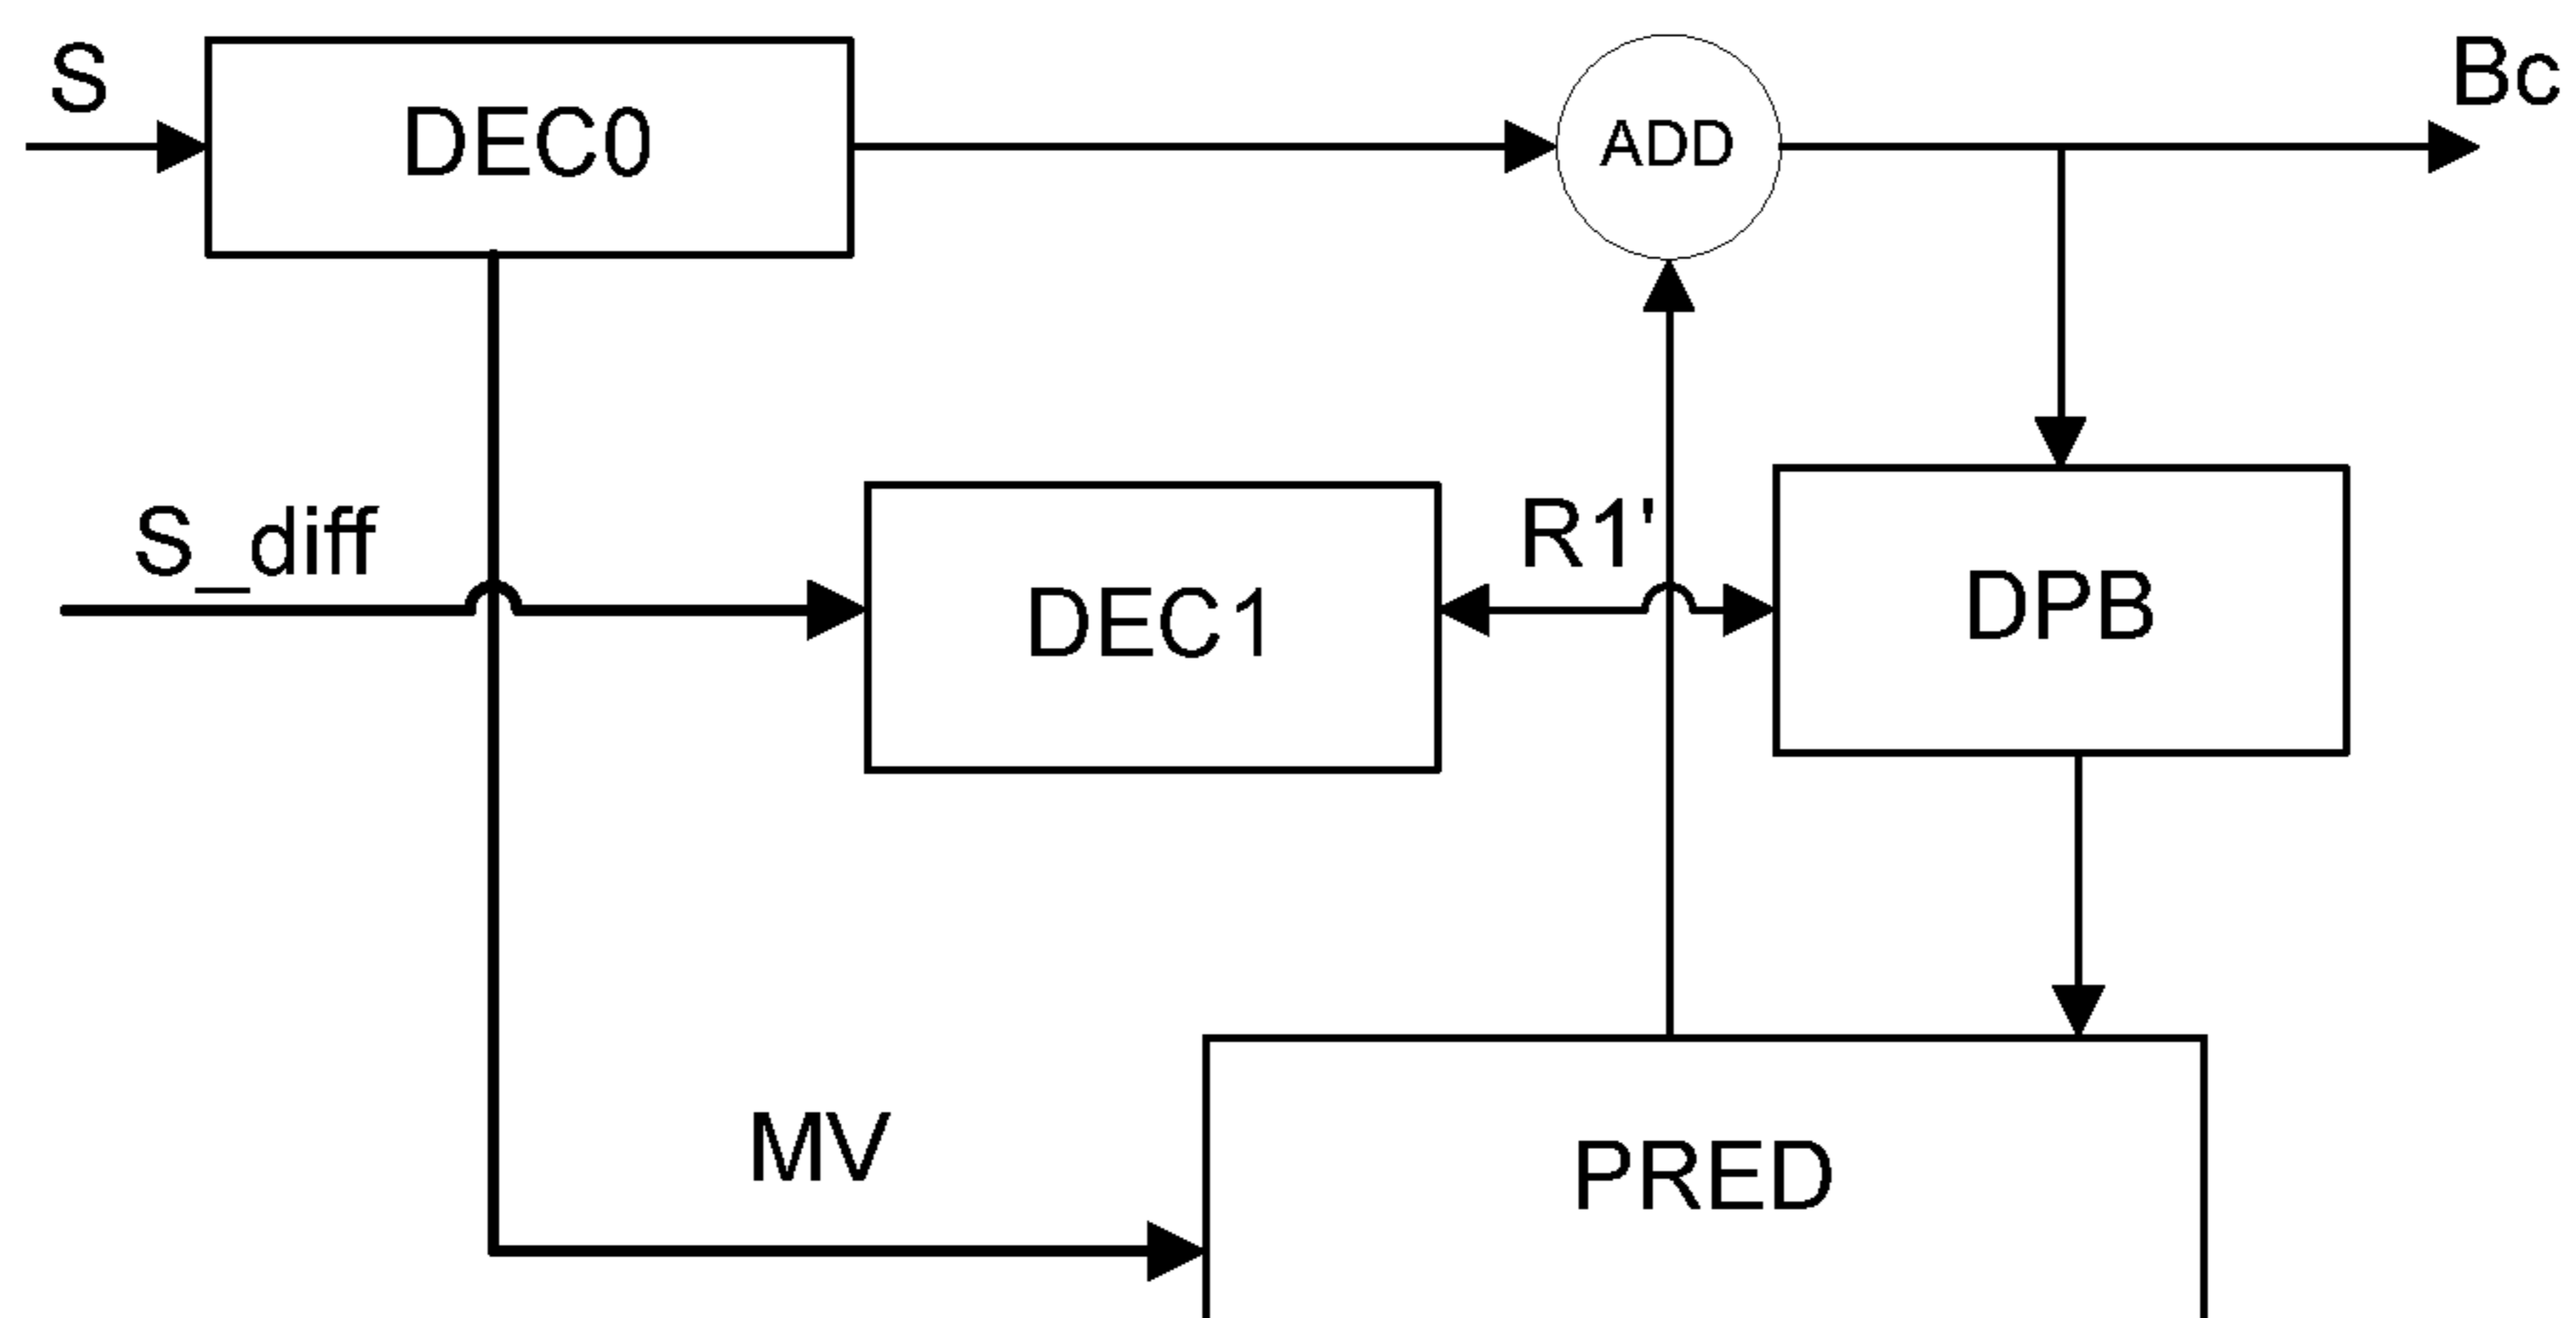 S
DEC0
ADD
Bc
S_diff
DEC1
R1'
DPB
MV
PRED